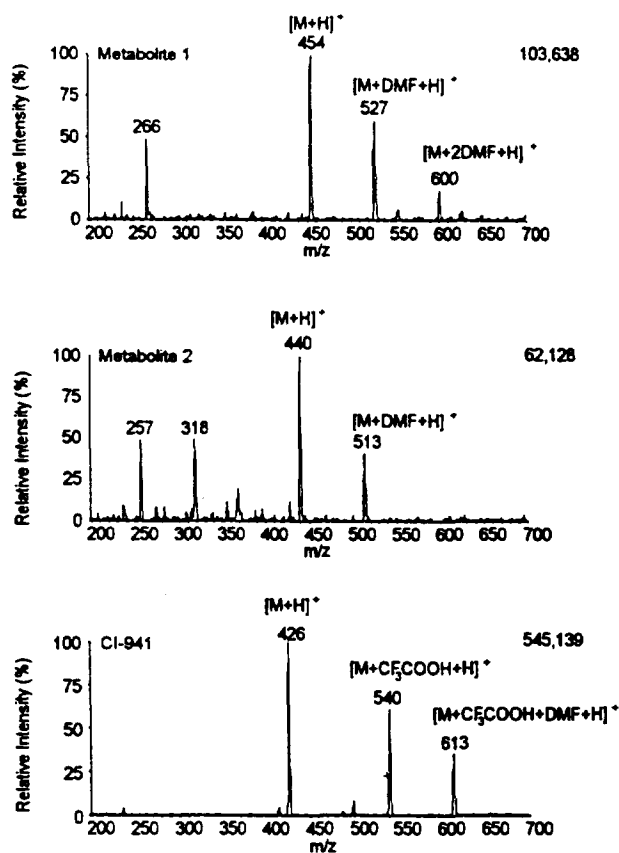 [M+H]+
Metabolite 1 454 103,638
[M+DMF+H]+
527
266
[M+2DMF+H]+
600
Relative Intensity (%)
100
75
50
25
0
200 250 300 350 400 450 500 550 600 650 700
m/z
[M+H]+
440
Metabolite 2 62,128
[M+DMF+H]+
257 318 513
Relative Intensity (%)
100
75
50
25
0
200 250 300 350 400 450 500 550 600 650 700
m/z
[M+H]+
CI-941 426 545,139
[M+CF3COOH+H]+
540
[M+CF3COOH+DMF+H]+
613
Relative Intensity (%)
100
75
50
25
0
200 250 300 350 400 450 500 550 600 650 700
m/z